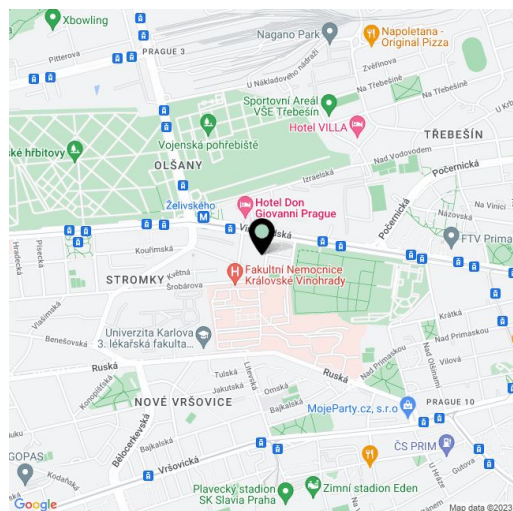 Xbowling
Pitterova
PRAGUE 3
Nagano Park
Napoletana -
Original Pizza
U Nákladového nádraží
Zvěřinova
Na Třebešíně
Sportovní Areál
VŠE Třebešín
Na Třebešíně
Hotel VILLA
TŘEBEŠÍN
Vojenská pohřebiště
ské hřbitovy
OLŠANY
Nad Vodovodem
Počernická
Izraelská
Želivského
Hotel Don
Giovanni Prague
Počernická
Na Vinici
Názovská
FTV Prima
Hradecká
Písecká
Kouřimská
Květná
Šrobárova
STROMKY
Fakultní Nemocnice
Královské Vinohrady
Vlašimská
Benešovská
Univerzita Karlova
3. lékařská fakulta...
Krátká
Nad Primaskou
Vilová
Nad Olšinami
Nad Primaskou
Ruská
Ruská
Tulská
Jakutská
Litevská
Omská
Bajkalská
Konopišťská
NOVÉ VRŠOVICE
PRAGUE 10
MojeParty.cz, s.r.o
Bělocerkevská
Bajkalská
Vršovická
ČS PRIM
Gutova
U Hráze
GOPAS
Kodaňská
Plavecký stadion
SK Slavia Praha
Zimní stadion Eden
Google
Map data ©2023